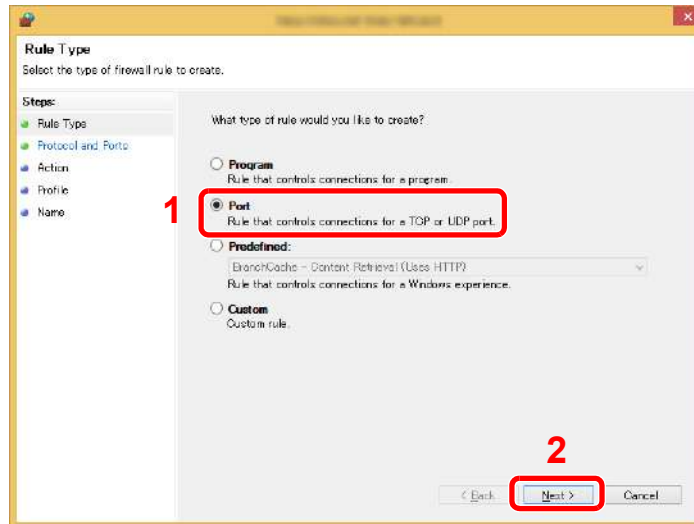 Rule Type
Select the type of firewall rule to create.
Steps:
Rule Type
Protocol and Ports
Action
Profile
Name
What type of rule would you like to create?
Program
Rule that controls connections for a program.
1
Port
Rule that controls connections for a TCP or UDP port.
Predefined:
BranchCache - Content Retrieval (Uses HTTP)
Rule that controls connections for a Windows experience.
Custom
Custom rule.
2
< Back
Next >
Cancel